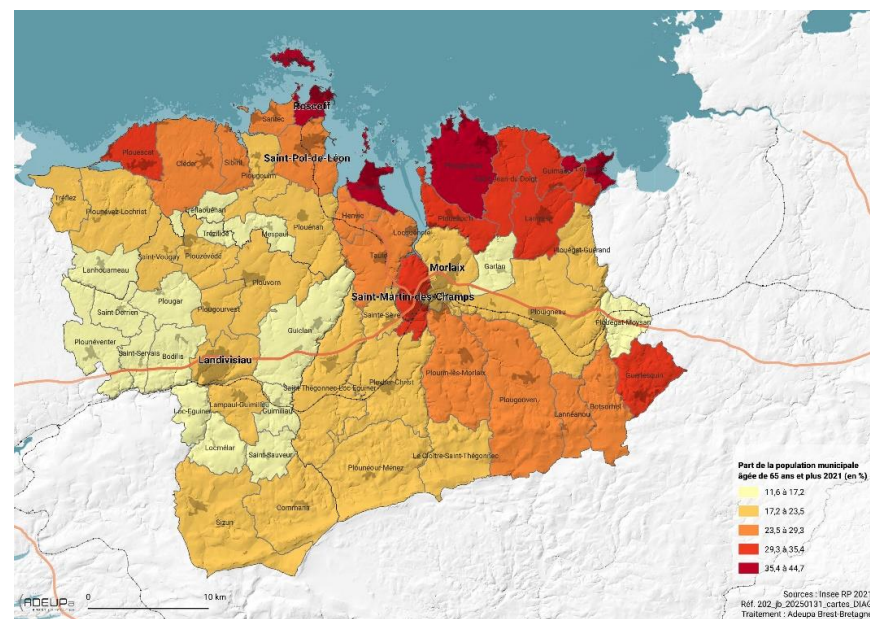 Roscoff
Santec
Plouescat
Cléder
Sibiril
Saint-Pol-de-Léon
Plougoulm
Tréflez
Plounévez-Lochrist
Tréflaouénan
Trézilidé
Mespaul
Plouénan
Henvic
Locquénolé
Taulé
Saint-Jean-du-Doigt
Guimaëc
Lanmeur
Plouégat-Guérand
Saint-Vougay
Plouzévédé
Lanhouarneau
Morlaix
Garlan
Plouvorn
Plougar
Saint-Martin-des-Champs
Saint-Derrien
Plougourvest
Sainte-Sève
Plouigneau
Plouégat-Moysan
Guiclan
Plounéventer
Saint-Servais
Bodilis
Landivisiau
Plourin-lès-Morlaix
Guerlesquin
Saint-Thégonnec-Loc-Eguiner
Pleyber-Christ
Plougonven
Botsorhel
Lannéanou
Lampaul-Guimiliau
Loc-Eguiner
Guimiliau
Locmélar
Saint-Sauveur
Le Cloître-Saint-Thégonnec
Plounéour-Ménez
Commana
Sizun
Part de la population municipale
âgée de 65 ans et plus 2021 (en %)
11,6 à 17,2
17,2 à 23,5
23,5 à 29,3
29,3 à 35,4
35,4 à 44,7
ADEUPa
0 10 km
Sources : Insee RP 2021
Réf. 202_jb_20250131_cartes_DIAG
Traitement : Adeupa Brest-Bretagne